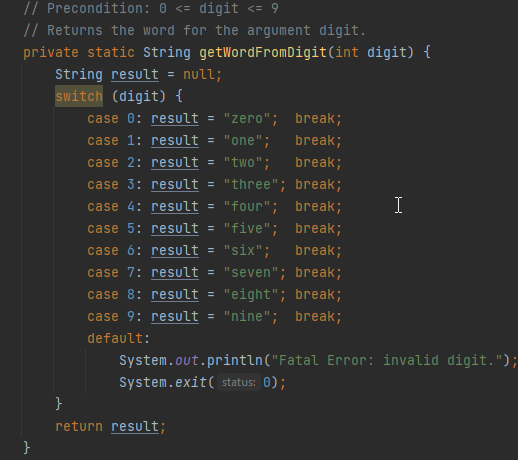 // Precondition: 0 <= digit <= 9
// Returns the word for the argument digit.
private static String getWordFromDigit(int digit) {
    String result = null;
    switch (digit) {
        case 0: result = "zero";  break;
        case 1: result = "one";   break;
        case 2: result = "two";   break;
        case 3: result = "three"; break;
        case 4: result = "four";  break;
        case 5: result = "five";  break;
        case 6: result = "six";   break;
        case 7: result = "seven"; break;
        case 8: result = "eight"; break;
        case 9: result = "nine";  break;
        default:
            System.out.println("Fatal Error: invalid digit.");
            System.exit( status: 0);
    }
    return result;
}